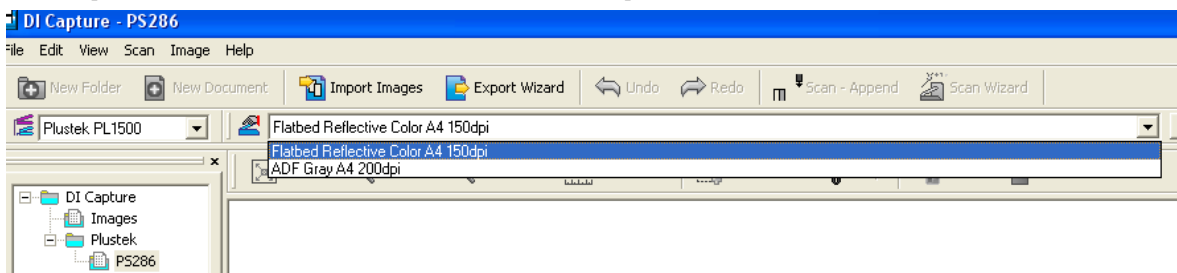 DI Capture - PS286
File Edit View Scan Image Help
New Folder New Document Import Images Export Wizard Undo Redo Scan - Append Scan Wizard
Plustek PL1500 Flatbed Reflective Color A4 150dpi
Flatbed Reflective Color A4 150dpi
ADF Gray A4 200dpi
DI Capture
Images
Plustek
PS286